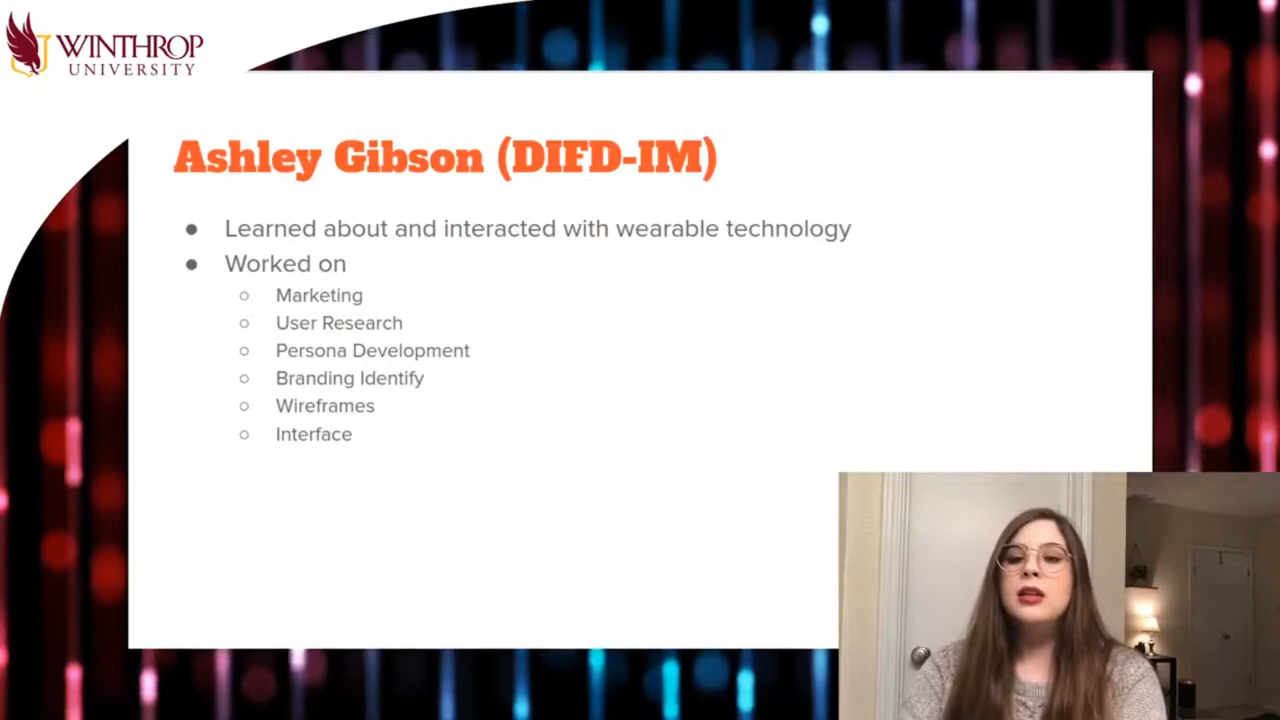 WINTHROP
UNIVERSITY
Ashley Gibson (DIFD-IM)
● Learned about and interacted with wearable technology
● Worked on
○ Marketing
○ User Research
○ Persona Development
○ Branding Identify
○ Wireframes
○ Interface